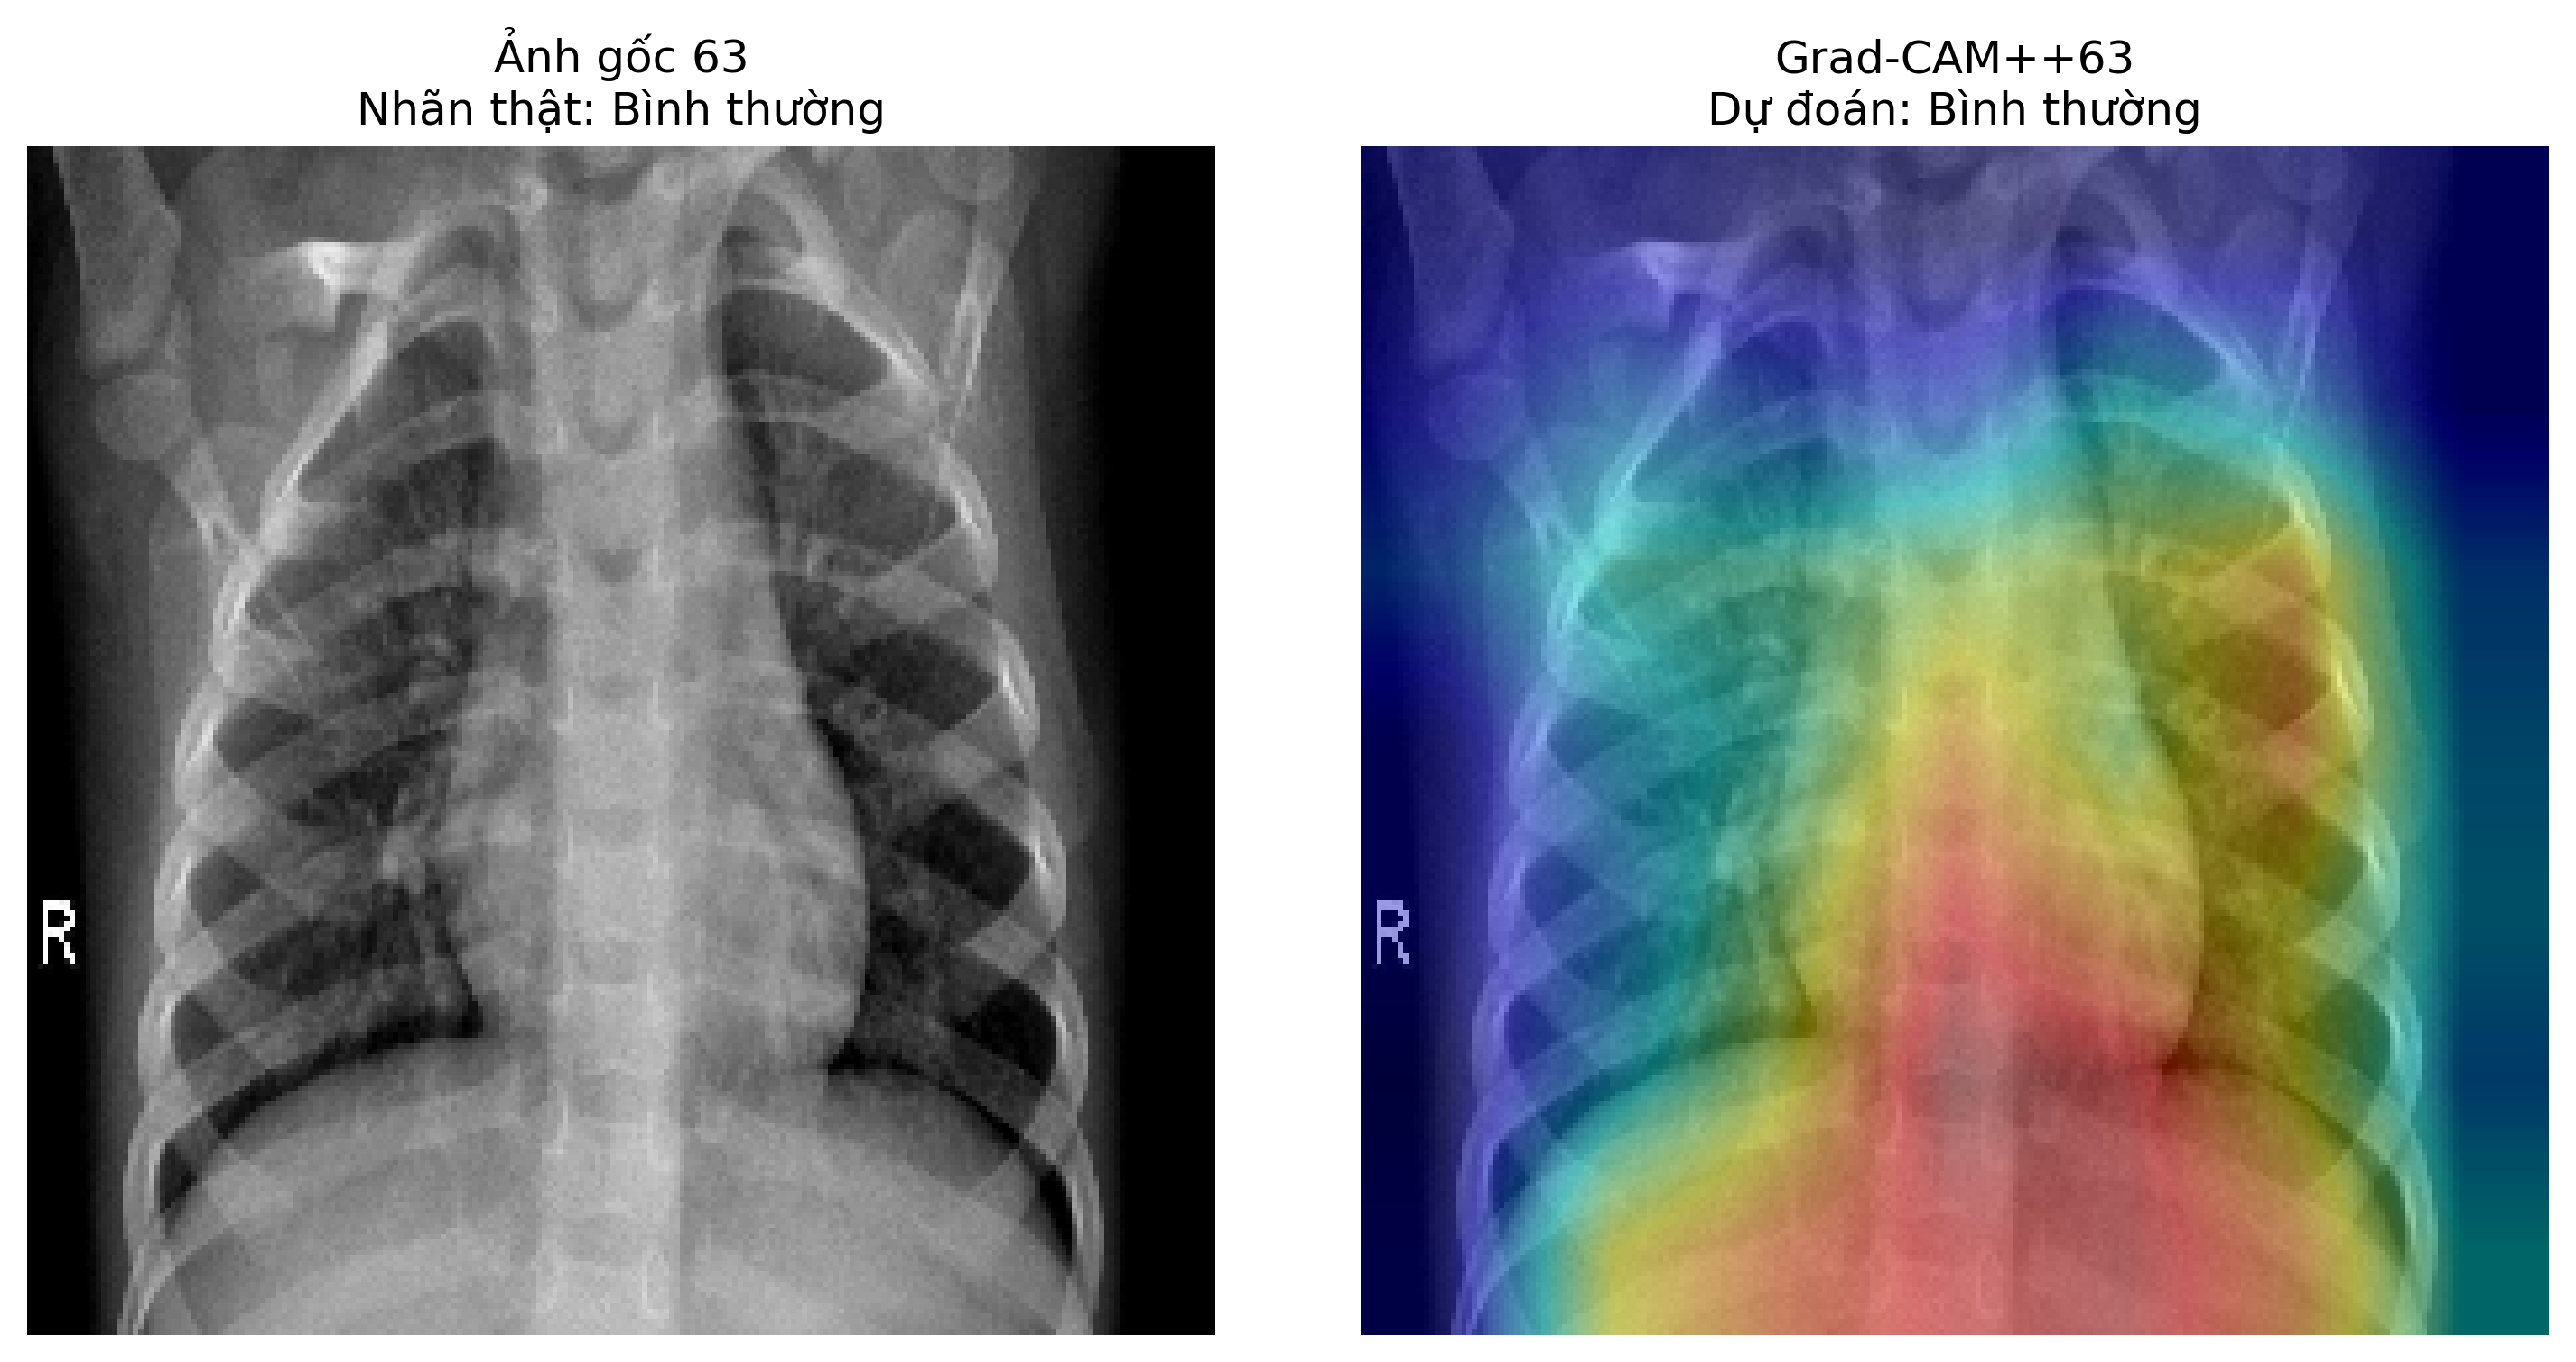 Ảnh gốc 63
Nhãn thật: Bình thường
Grad-CAM++63
Dự đoán: Bình thường
R
R